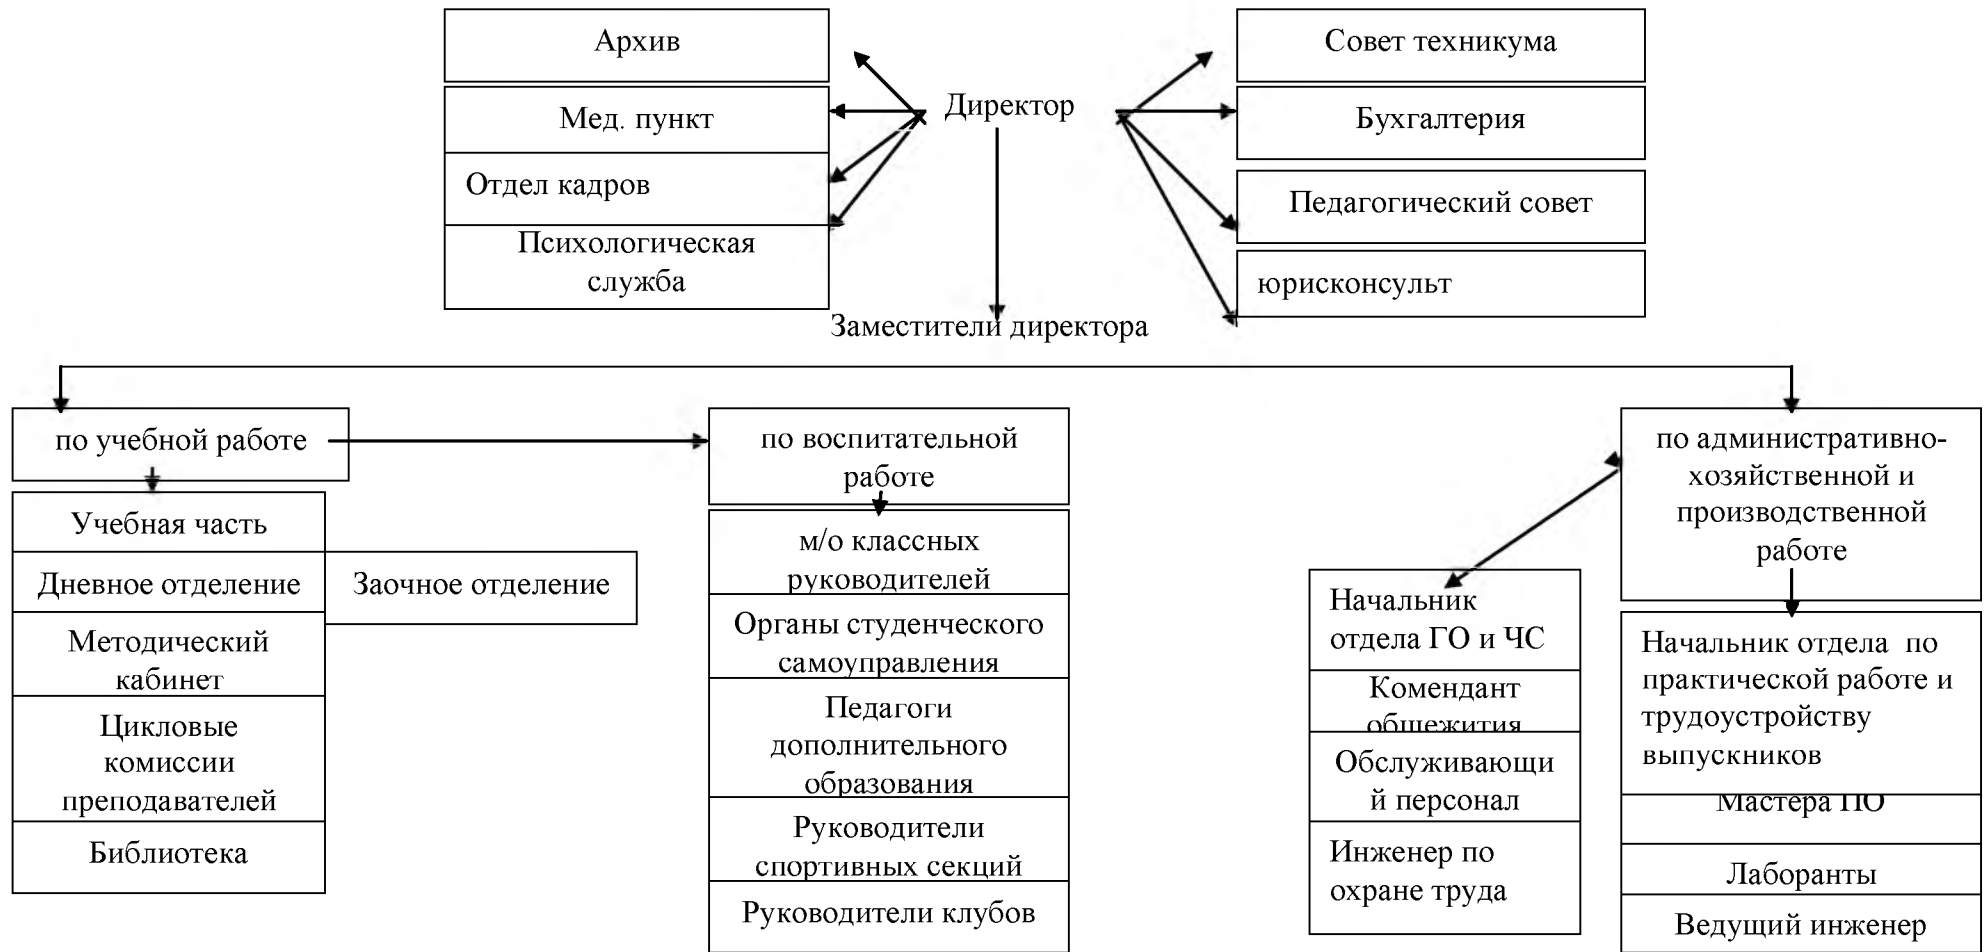 Архив
Мед. пункт
Отдел кадров
Психологическая
служба
Директор
Совет техникума
Бухгалтерия
Педагогический совет
юрисконсульт
Заместители директора
по учебной работе
Учебная часть
Дневное отделение
Заочное отделение
Методический
кабинет
Цикловые
комиссии
преподавателей
Библиотека
по воспитательной
работе
м/о классных
руководителей
Органы студенческого
самоуправления
Педагоги
дополнительного
образования
Руководители
спортивных секций
Руководители клубов
по административно-
хозяйственной и
производственной
работе
Начальник
отдела ГО и ЧС
Комендант
общежития
Обслуживающи
й персонал
Инженер по
охране труда
Начальник отдела по
практической работе и
трудоустройству
выпускников
Мастера ПО
Лаборанты
Ведущий инженер